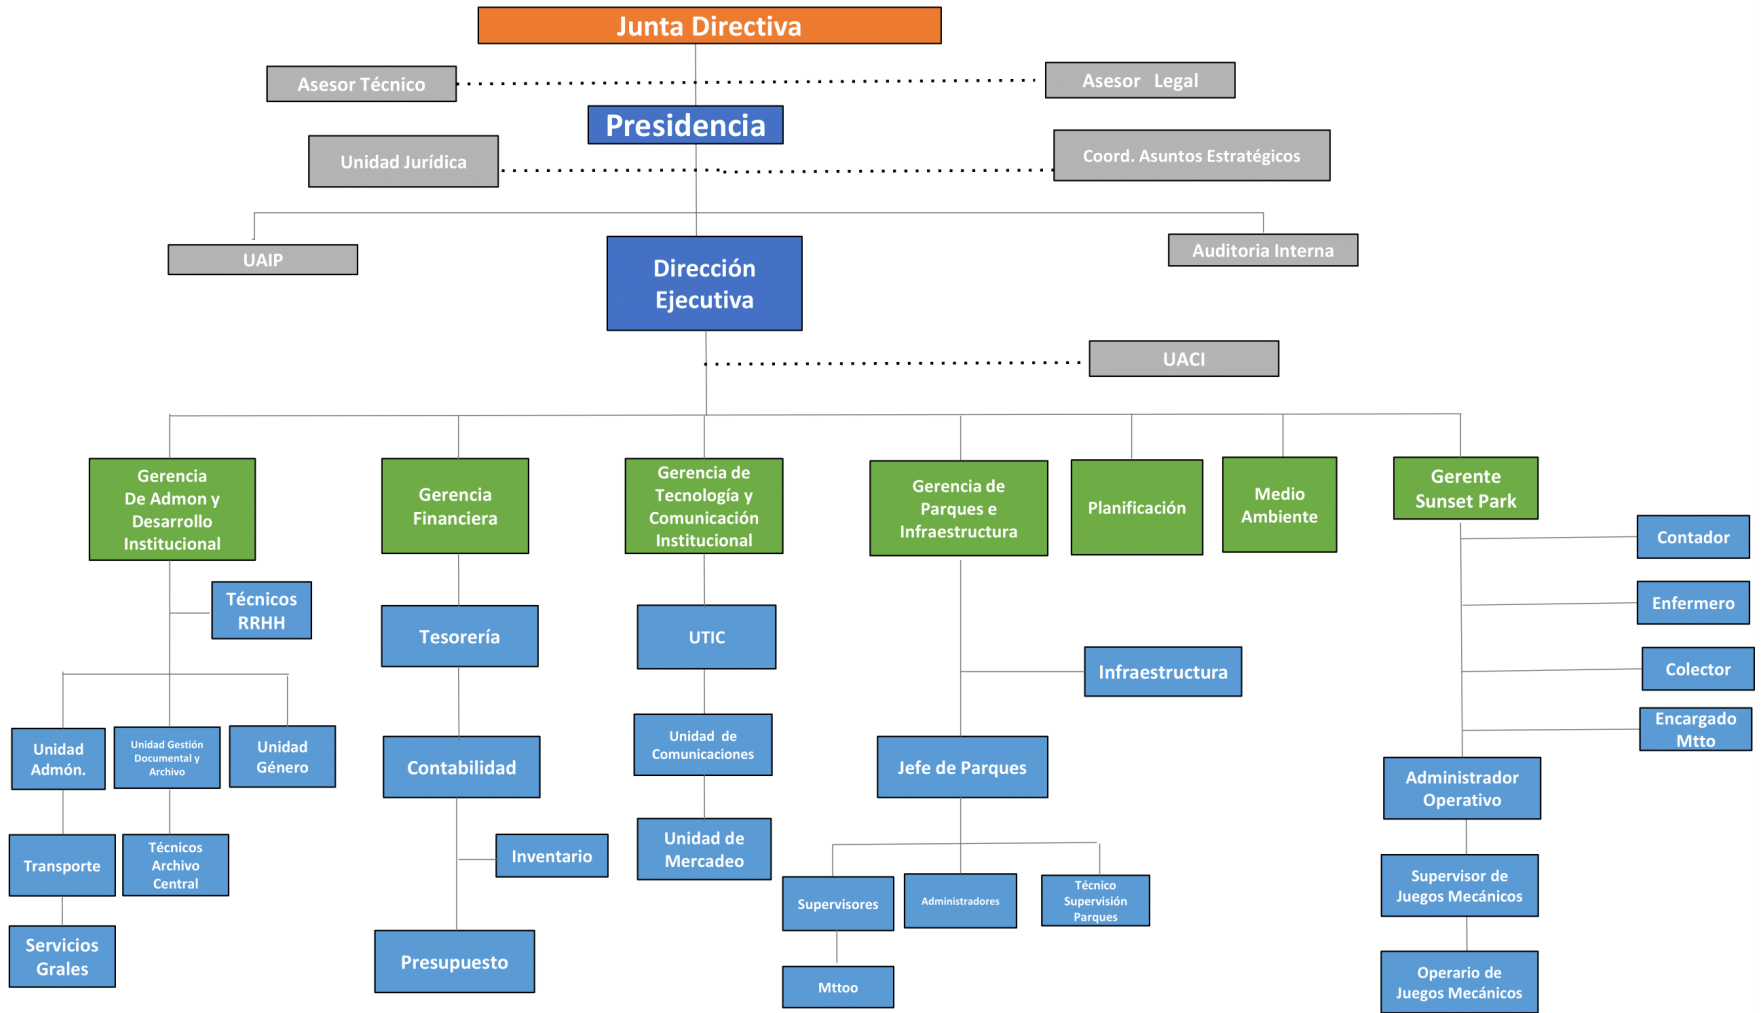 Junta Directiva
Asesor Técnico
Asesor Legal
Presidencia
Unidad Jurídica
Coord. Asuntos Estratégicos
UAIP
Dirección
Ejecutiva
Auditoria Interna
UACI
Gerencia
De Admon y
Desarrollo
Institucional
Gerencia
Financiera
Gerencia de
Tecnología y
Comunicación
Institucional
Gerencia de
Parques e
Infraestructura
Planificación
Medio
Ambiente
Gerente
Sunset Park
Contador
Enfermero
Colector
Encargado
Mtto
Técnicos
RRHH
Tesorería
UTIC
Infraestructura
Unidad
Admón.
Unidad Gestión
Documental y
Archivo
Unidad
Género
Contabilidad
Unidad de
Comunicaciones
Jefe de Parques
Administrador
Operativo
Transporte
Técnicos
Archivo
Central
Inventario
Unidad de
Mercadeo
Supervisores
Administradores
Técnico
Supervisión
Parques
Supervisor de
Juegos Mecánicos
Servicios
Grales
Presupuesto
Mttoo
Operario de
Juegos Mecánicos